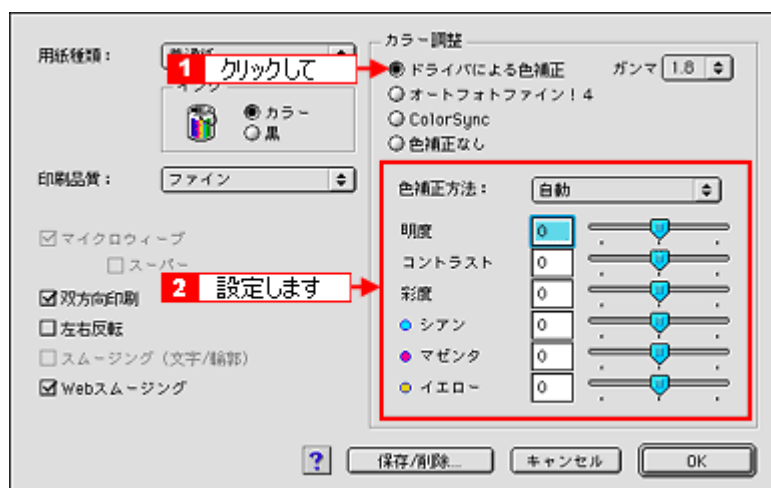 用紙種類：
1 クリックして
インク
カラー
黒
印刷品質：
ファイン
マイクロウィーブ
スーパー
2 設定します
双方向印刷
左右反転
スムージング（文字/輪郭）
Webスムージング
カラー調整
ドライバによる色補正
ガンマ 1.8
オートフォトファイン！4
ColorSync
色補正なし
色補正方法：
自動
明度 0
コントラスト 0
彩度 0
シアン 0
マゼンタ 0
イエロー 0
?
保存/削除...
キャンセル
OK